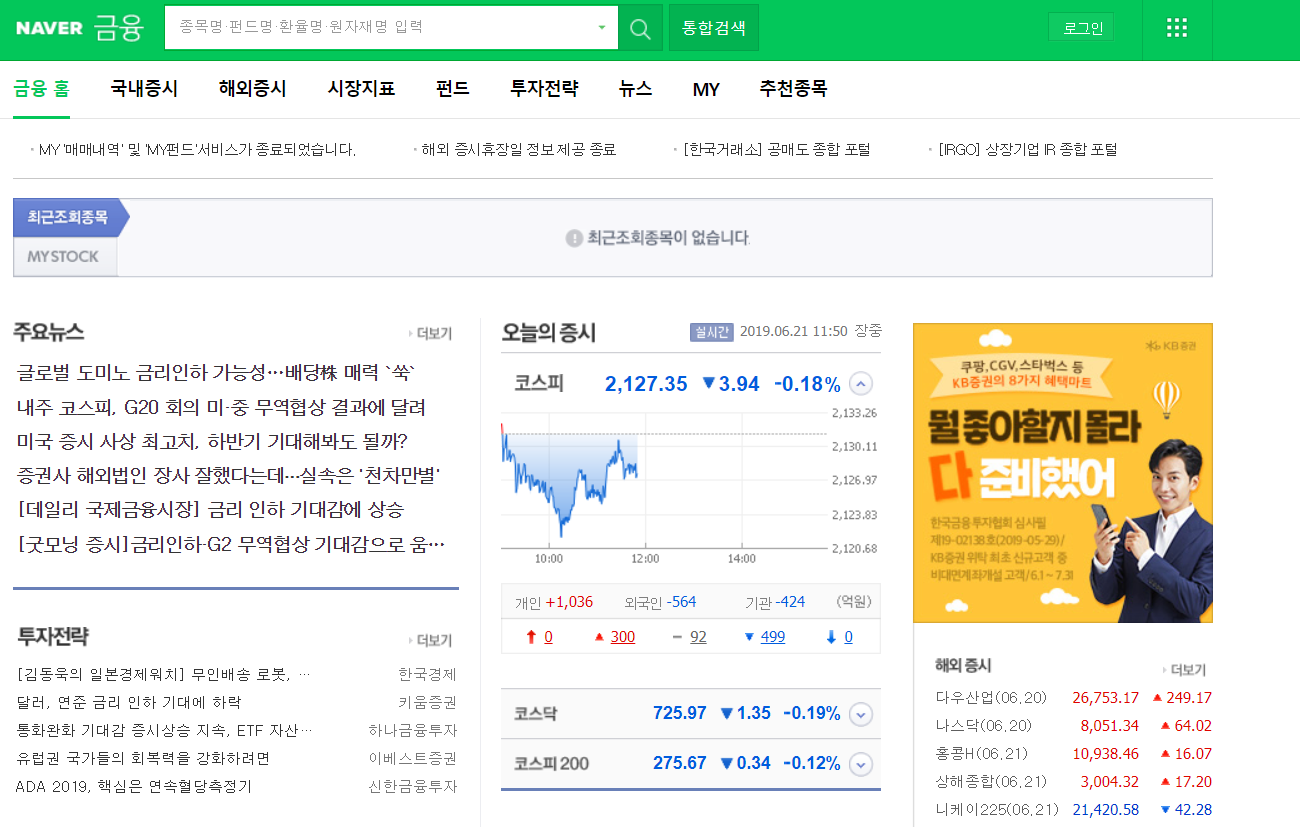 NAVER 금융
종목명·펀드명·환율명·원자재명 입력
통합검색
로그인
금융 홈 국내증시 해외증시 시장지표 펀드 투자전략 뉴스 MY 추천종목
MY '매매내역' 및 'MY펀드'서비스가 종료되었습니다.
해외 증시휴장일 정보 제공 종료
[한국거래소] 공매도 종합 포털
[IRGO] 상장기업 IR 종합 포털
최근조회종목
MY STOCK
최근조회종목이 없습니다.
주요뉴스 더보기
글로벌 도미노 금리인하 가능성…배당株 매력 `쑥`
내주 코스피, G20 회의 미·중 무역협상 결과에 달려
미국 증시 사상 최고치, 하반기 기대해봐도 될까?
증권사 해외법인 장사 잘했다는데…실속은 '천차만별'
[데일리 국제금융시장] 금리 인하 기대감에 상승
[굿모닝 증시]금리인하-G2 무역협상 기대감으로 움…
투자전략 더보기
[김동욱의 일본경제워치] 무인배송 로봇, … 한국경제
달러, 연준 금리 인하 기대에 하락 키움증권
통화완화 기대감 증시상승 지속, ETF 자산… 하나금융투자
유럽권 국가들의 회복력을 강화하려면 이베스트증권
ADA 2019, 핵심은 연속혈당측정기 신한금융투자
오늘의 증시 실시간 2019.06.21 11:50 장중
코스피 2,127.35 ▼3.94 -0.18%
2,133.26
2,130.11
2,126.97
2,123.83
2,120.68
10:00 12:00 14:00
개인 +1,036 외국인 -564 기관 -424 (억원)
↑ 0 ▲ 300 − 92 ▼ 499 ↓ 0
코스닥 725.97 ▼1.35 -0.19%
코스피 200 275.67 ▼0.34 -0.12%
KB증권
쿠팡,CGV,스타벅스 등
KB증권의 8가지 혜택마트
뭘 좋아할지 몰라
다 준비했어
한국금융투자협회 심사필
제19-02138호(2019-05-29)/
KB증권 위탁 최초 신규고객 중
비대면계좌개설 고객/6.1~7.31
해외 증시 더보기
다우산업(06.20) 26,753.17 ▲ 249.17
나스닥(06.20) 8,051.34 ▲ 64.02
홍콩H(06.21) 10,938.46 ▲ 16.07
상해종합(06.21) 3,004.32 ▲ 17.20
니케이225(06.21) 21,420.58 ▼ 42.28